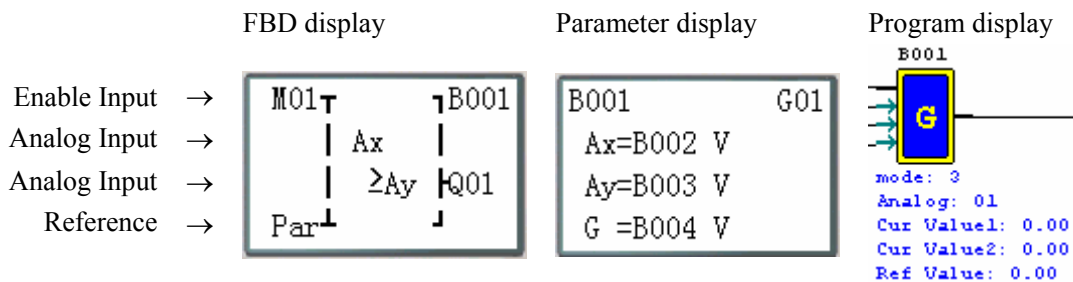 FBD display
Parameter display
Program display
Enable Input →
Analog Input →
Analog Input →
Reference →
M01 B001
Ax
≥Ay Q01
Par
B001 G01
Ax=B002 V
Ay=B003 V
G =B004 V
B001
G
mode: 3
Analog: 01
Cur Value1: 0.00
Cur Value2: 0.00
Ref Value: 0.00